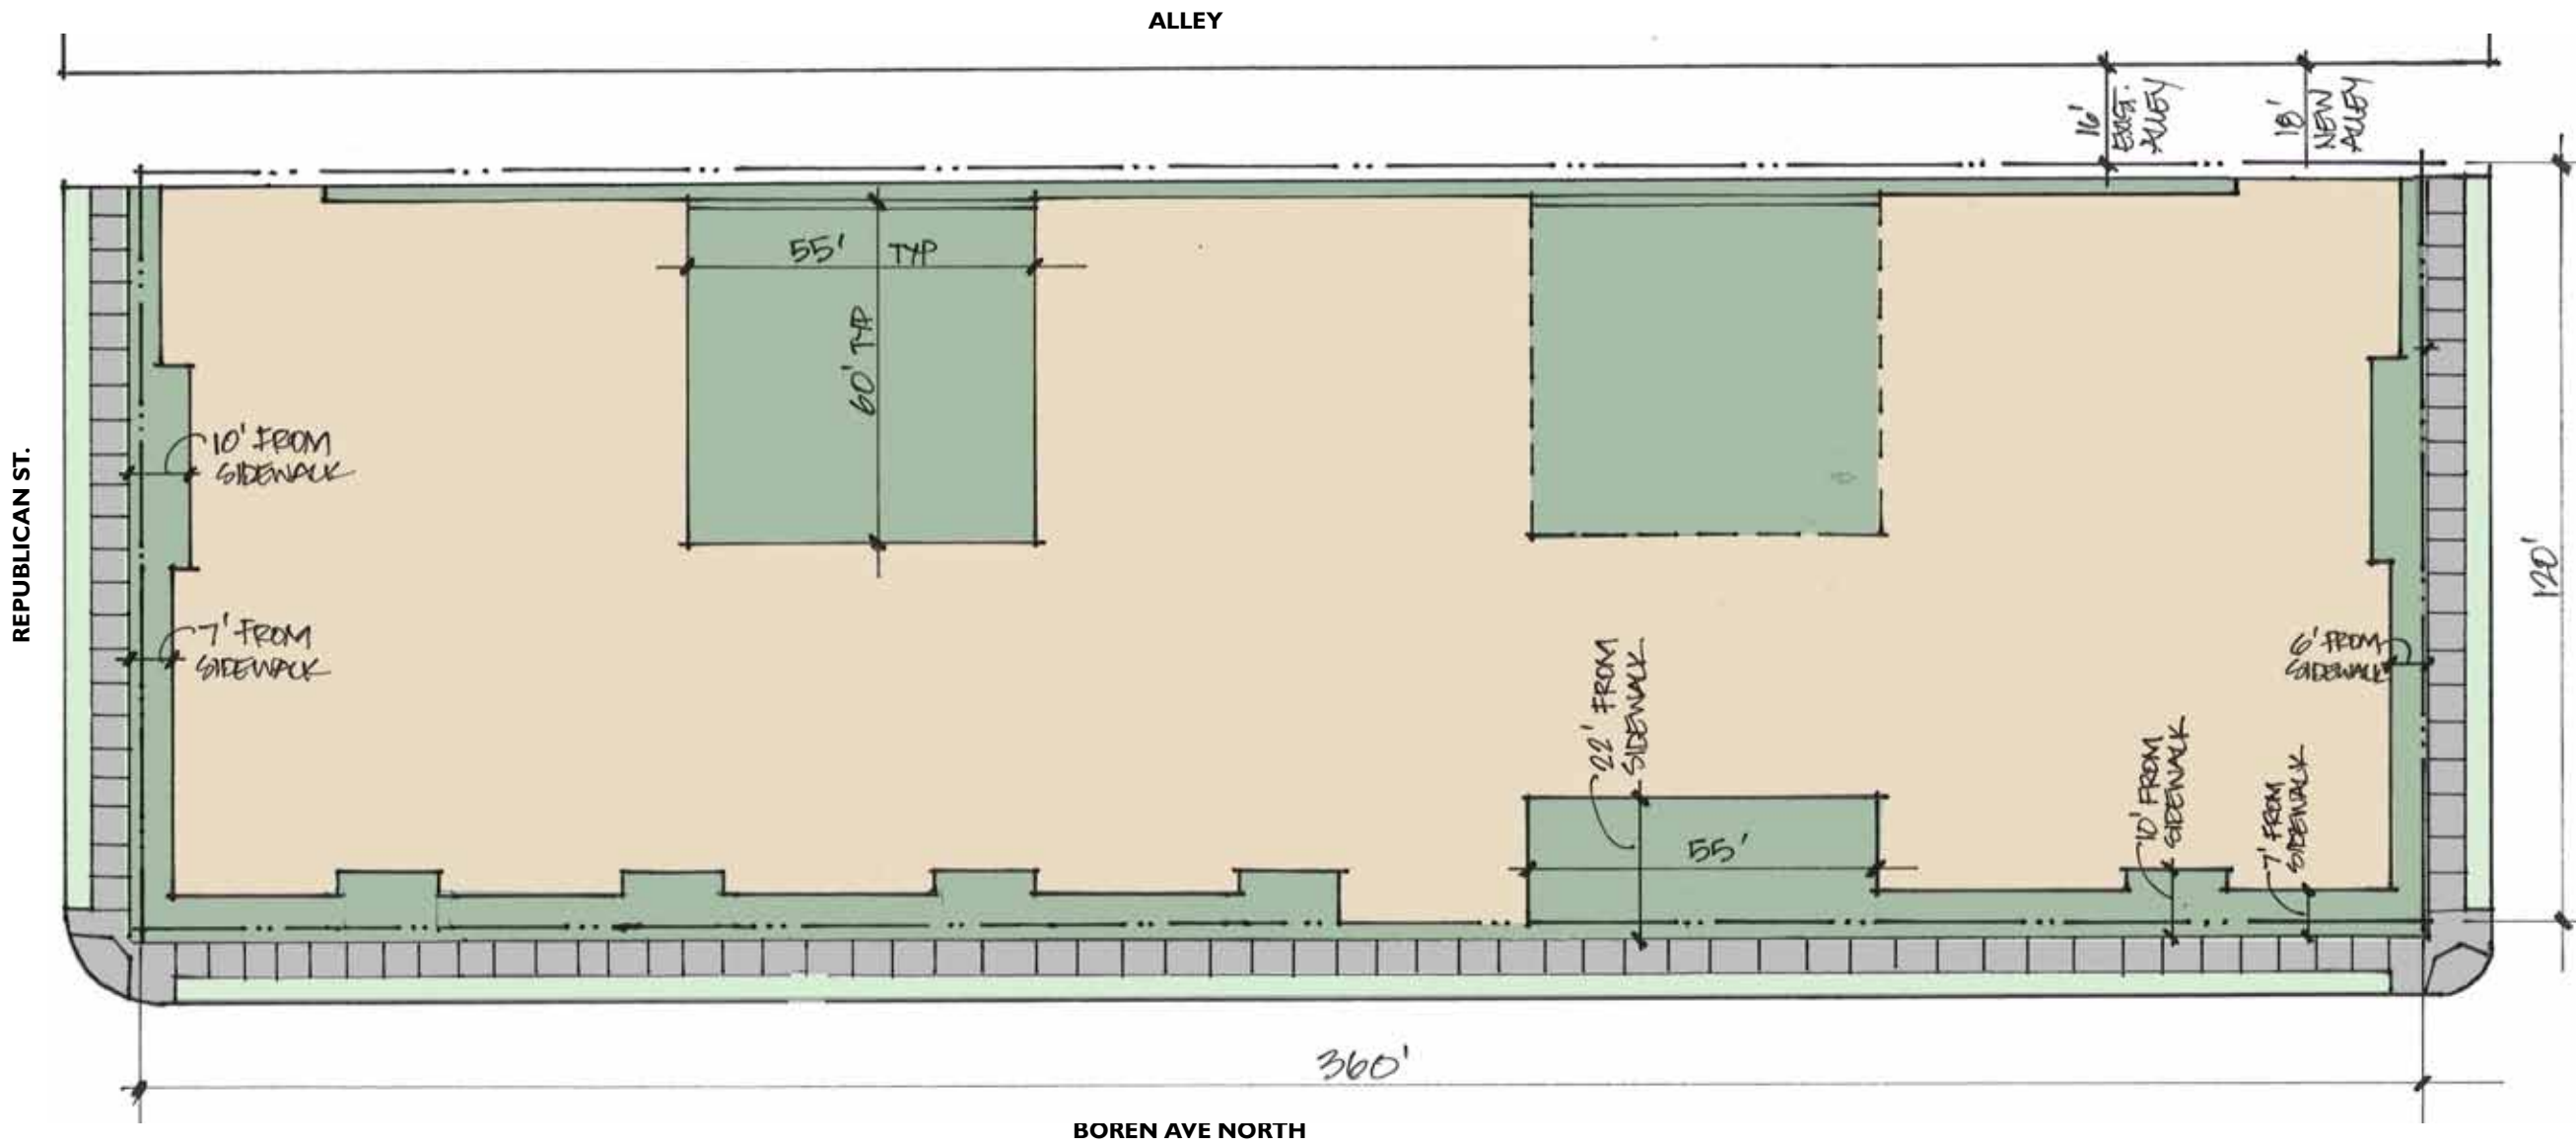 ALLEY
16'
EXIST.
ALLEY
18'
NEW
ALLEY
55' TYP
60' TYP
10' FROM
SIDEWALK
7' FROM
SIDEWALK
REPUBLICAN ST.
120'
6' FROM
SIDEWALK
22' FROM
SIDEWALK
55'
10' FROM
SIDEWALK
7' FROM
SIDEWALK
360'
BOREN AVE NORTH